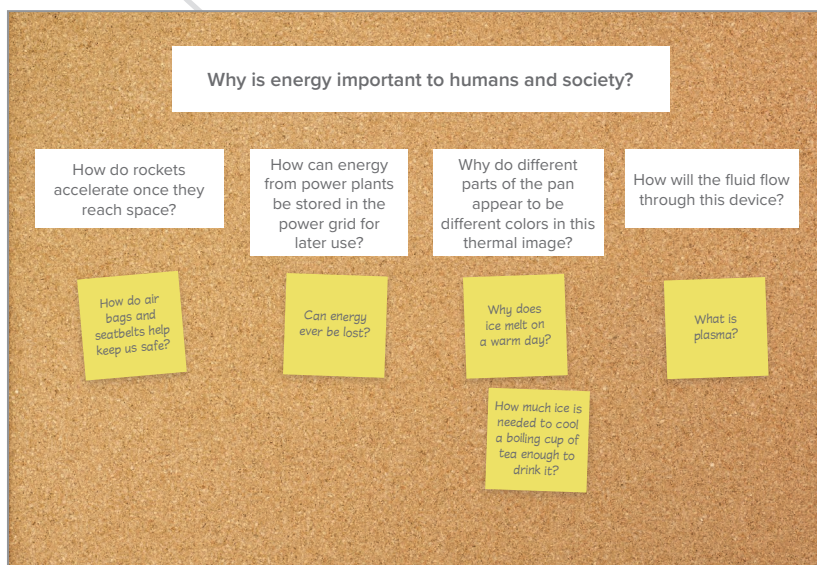 Why is energy important to humans and society?
How do rockets
accelerate once they
reach space?
How can energy
from power plants
be stored in the
power grid for
later use?
Why do different
parts of the pan
appear to be
different colors in this
thermal image?
How will the fluid flow
through this device?
How do air
bags and
seatbelts help
keep us safe?
Can energy
ever be lost?
Why does
ice melt on
a warm day?
How much ice is
needed to cool
a boiling cup of
tea enough to
drink it?
What is
plasma?